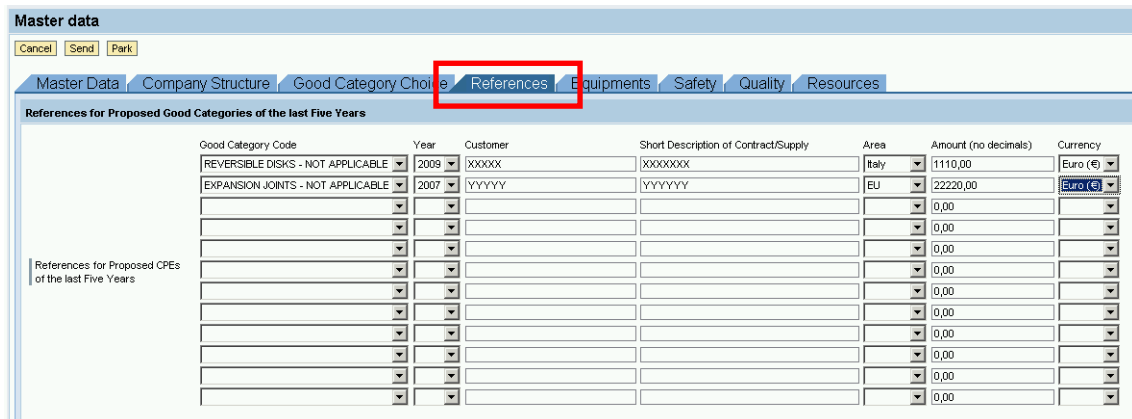 Master data
Cancel Send Park
Master Data Company Structure Good Category Choice References Equipments Safety Quality Resources
References for Proposed Good Categories of the last Five Years
Good Category Code Year Customer Short Description of Contract/Supply Area Amount (no decimals) Currency
REVERSIBLE DISKS - NOT APPLICABLE 2009 XXXXX XXXXXXX Italy 1110,00 Euro (€)
EXPANSION JOINTS - NOT APPLICABLE 2007 YYYYY YYYYYY EU 22220,00 Euro (€)
0,00
0,00
0,00
References for Proposed CPEs
of the last Five Years
0,00
0,00
0,00
0,00
0,00
0,00
0,00